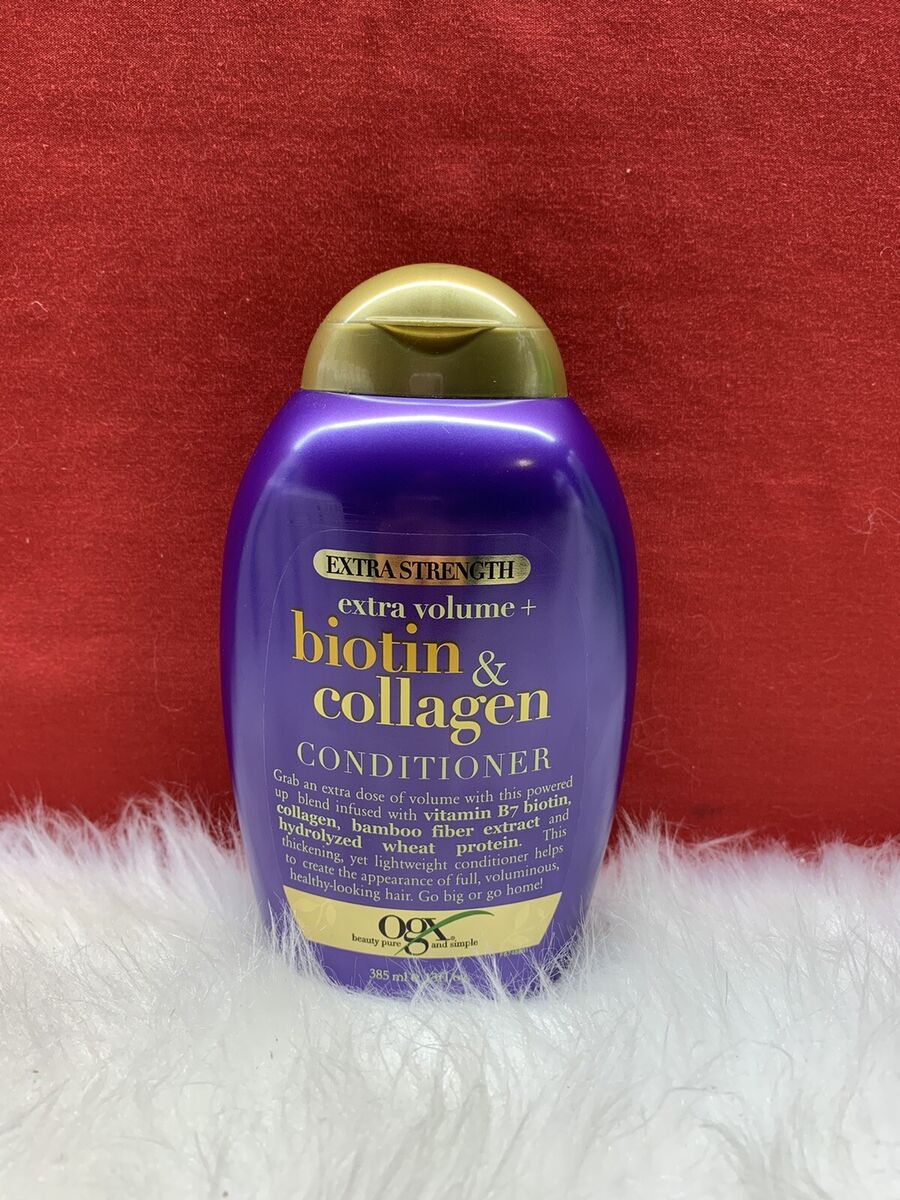 EXTRA STRENGTH
extra volume +
biotin &
collagen
CONDITIONER
Grab an extra dose of volume with this powered
up blend infused with vitamin B7 biotin,
collagen, bamboo fiber extract and
hydrolyzed wheat protein. This
thickening, yet lightweight conditioner helps
to create the appearance of full, voluminous,
healthy-looking hair. Go big or go home!
ogx®
beauty pure and simple
385 ml